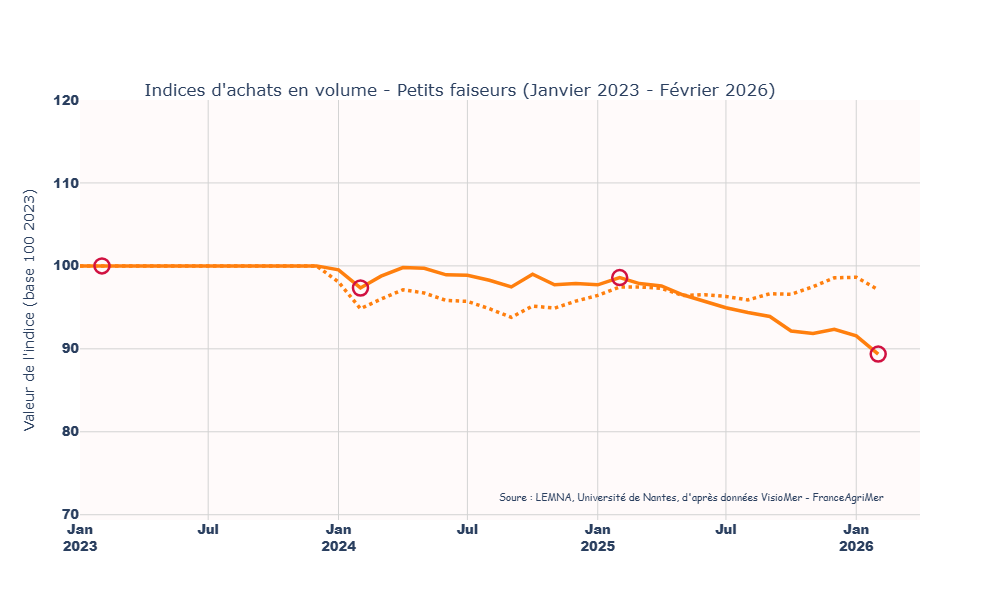 Indices d'achats en volume - Petits faiseurs (Janvier 2023 - Février 2026)
Valeur de l'indice (base 100 2023)
120
110
100
90
80
70
Soure : LEMNA, Université de Nantes, d'après données VisioMer - FranceAgriMer
Jan Jul Jan Jul Jan Jul Jan
2023 2024 2025 2026